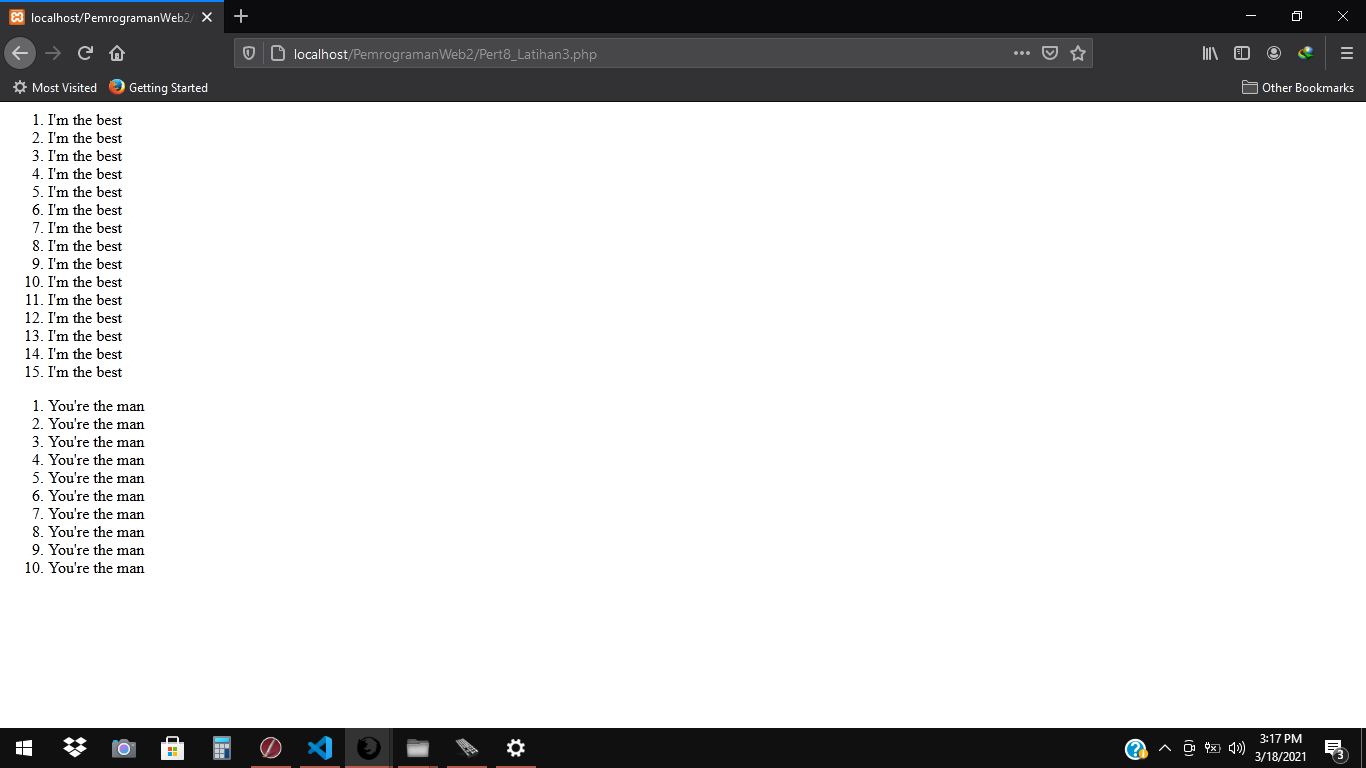 localhost/PemrogramanWeb2/
localhost/PemrogramanWeb2/Pert8_Latihan3.php
Most Visited Getting Started Other Bookmarks
1. I'm the best
2. I'm the best
3. I'm the best
4. I'm the best
5. I'm the best
6. I'm the best
7. I'm the best
8. I'm the best
9. I'm the best
10. I'm the best
11. I'm the best
12. I'm the best
13. I'm the best
14. I'm the best
15. I'm the best
1. You're the man
2. You're the man
3. You're the man
4. You're the man
5. You're the man
6. You're the man
7. You're the man
8. You're the man
9. You're the man
10. You're the man
3:17 PM
3/18/2021
3